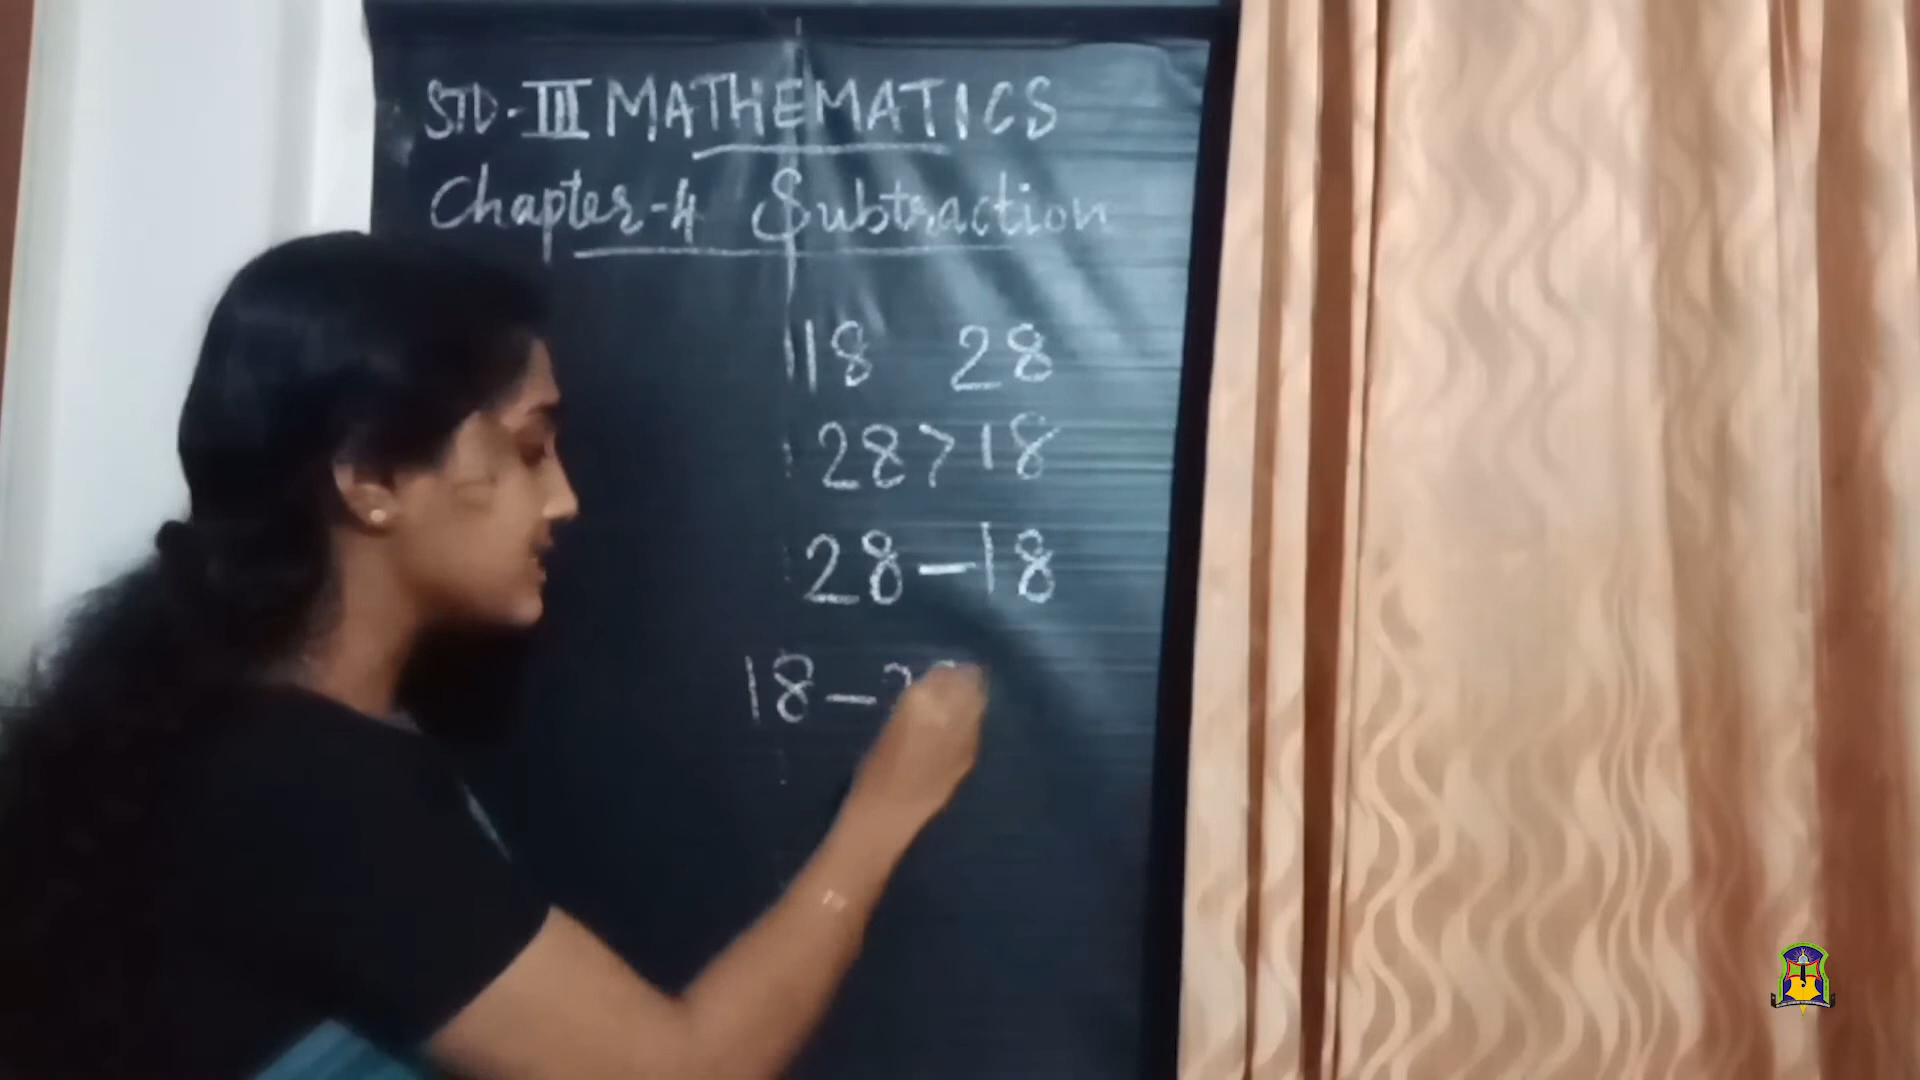 STD-III MATHEMATICS
Chapter-4 Subtraction
18 28
28>18
28-18
18-